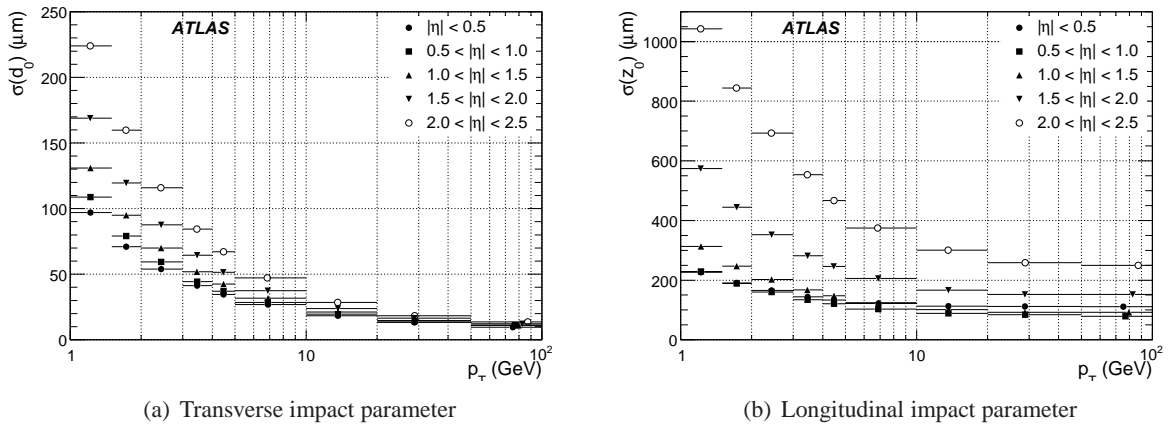 ATLAS
|η| < 0.5
0.5 < |η| < 1.0
1.0 < |η| < 1.5
1.5 < |η| < 2.0
2.0 < |η| < 2.5
σ(d₀) (μm)
250
200
150
100
50
0
1
10
10²
(GeV)
ATLAS
|η| < 0.5
0.5 < |η| < 1.0
1.0 < |η| < 1.5
1.5 < |η| < 2.0
2.0 < |η| < 2.5
σ(z₀) (μm)
1000
800
600
400
200
0
1
10
10²
(GeV)
(a) Transverse impact parameter
(b) Longitudinal impact parameter